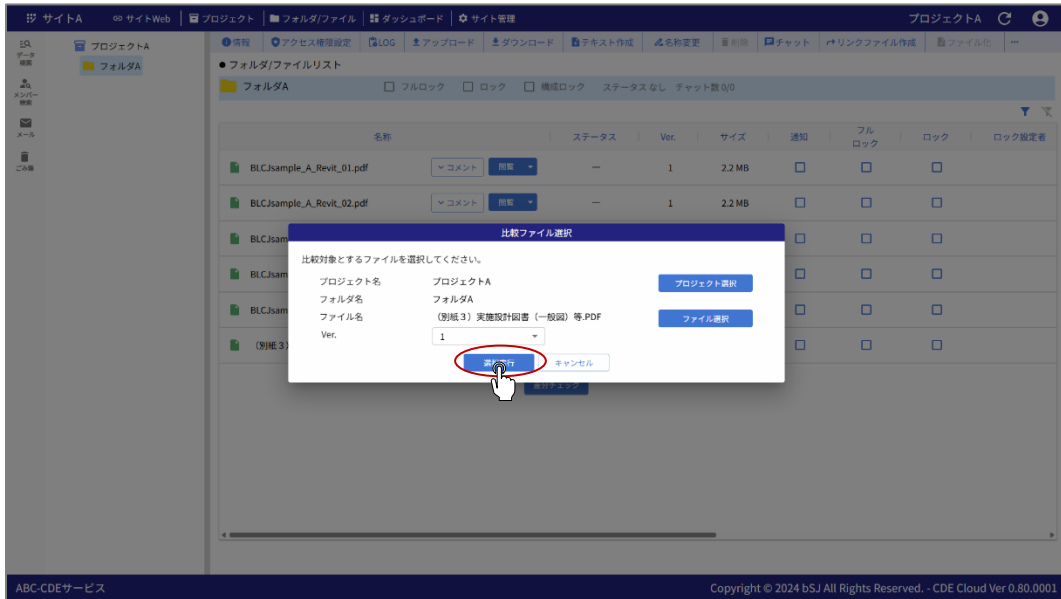 サイトA サイトWeb プロジェクト フォルダ/ファイル ダッシュボード サイト管理 プロジェクトA
データ検索
メンバー検索
メール
ごみ箱
プロジェクトA
フォルダA
情報 アクセス権限設定 LOG アップロード ダウンロード テキスト作成 名称変更 削除 チャット リンクファイル作成 ファイル化 ...
●フォルダ/ファイルリスト
フォルダA フルロック ロック 構成ロック ステータス なし チャット数 0/0
名称 ステータス Ver. サイズ 通知 フルロック ロック ロック設定者
BLCJsample_A_Revit_01.pdf コメント 閲覧 — 1 2.2 MB
BLCJsample_A_Revit_02.pdf コメント 閲覧 — 1 2.2 MB
BLCJsam
BLCJsam
BLCJsam
（別紙３）
比較ファイル選択
比較対象とするファイルを選択してください。
プロジェクト名 プロジェクトA プロジェクト選択
フォルダ名 フォルダA
ファイル名 （別紙３）実施設計図書（一般図）等.PDF ファイル選択
Ver. 1
キャンセル
差分チェック
ABC-CDEサービス Copyright © 2024 bSJ All Rights Reserved. - CDE Cloud Ver 0.80.0001